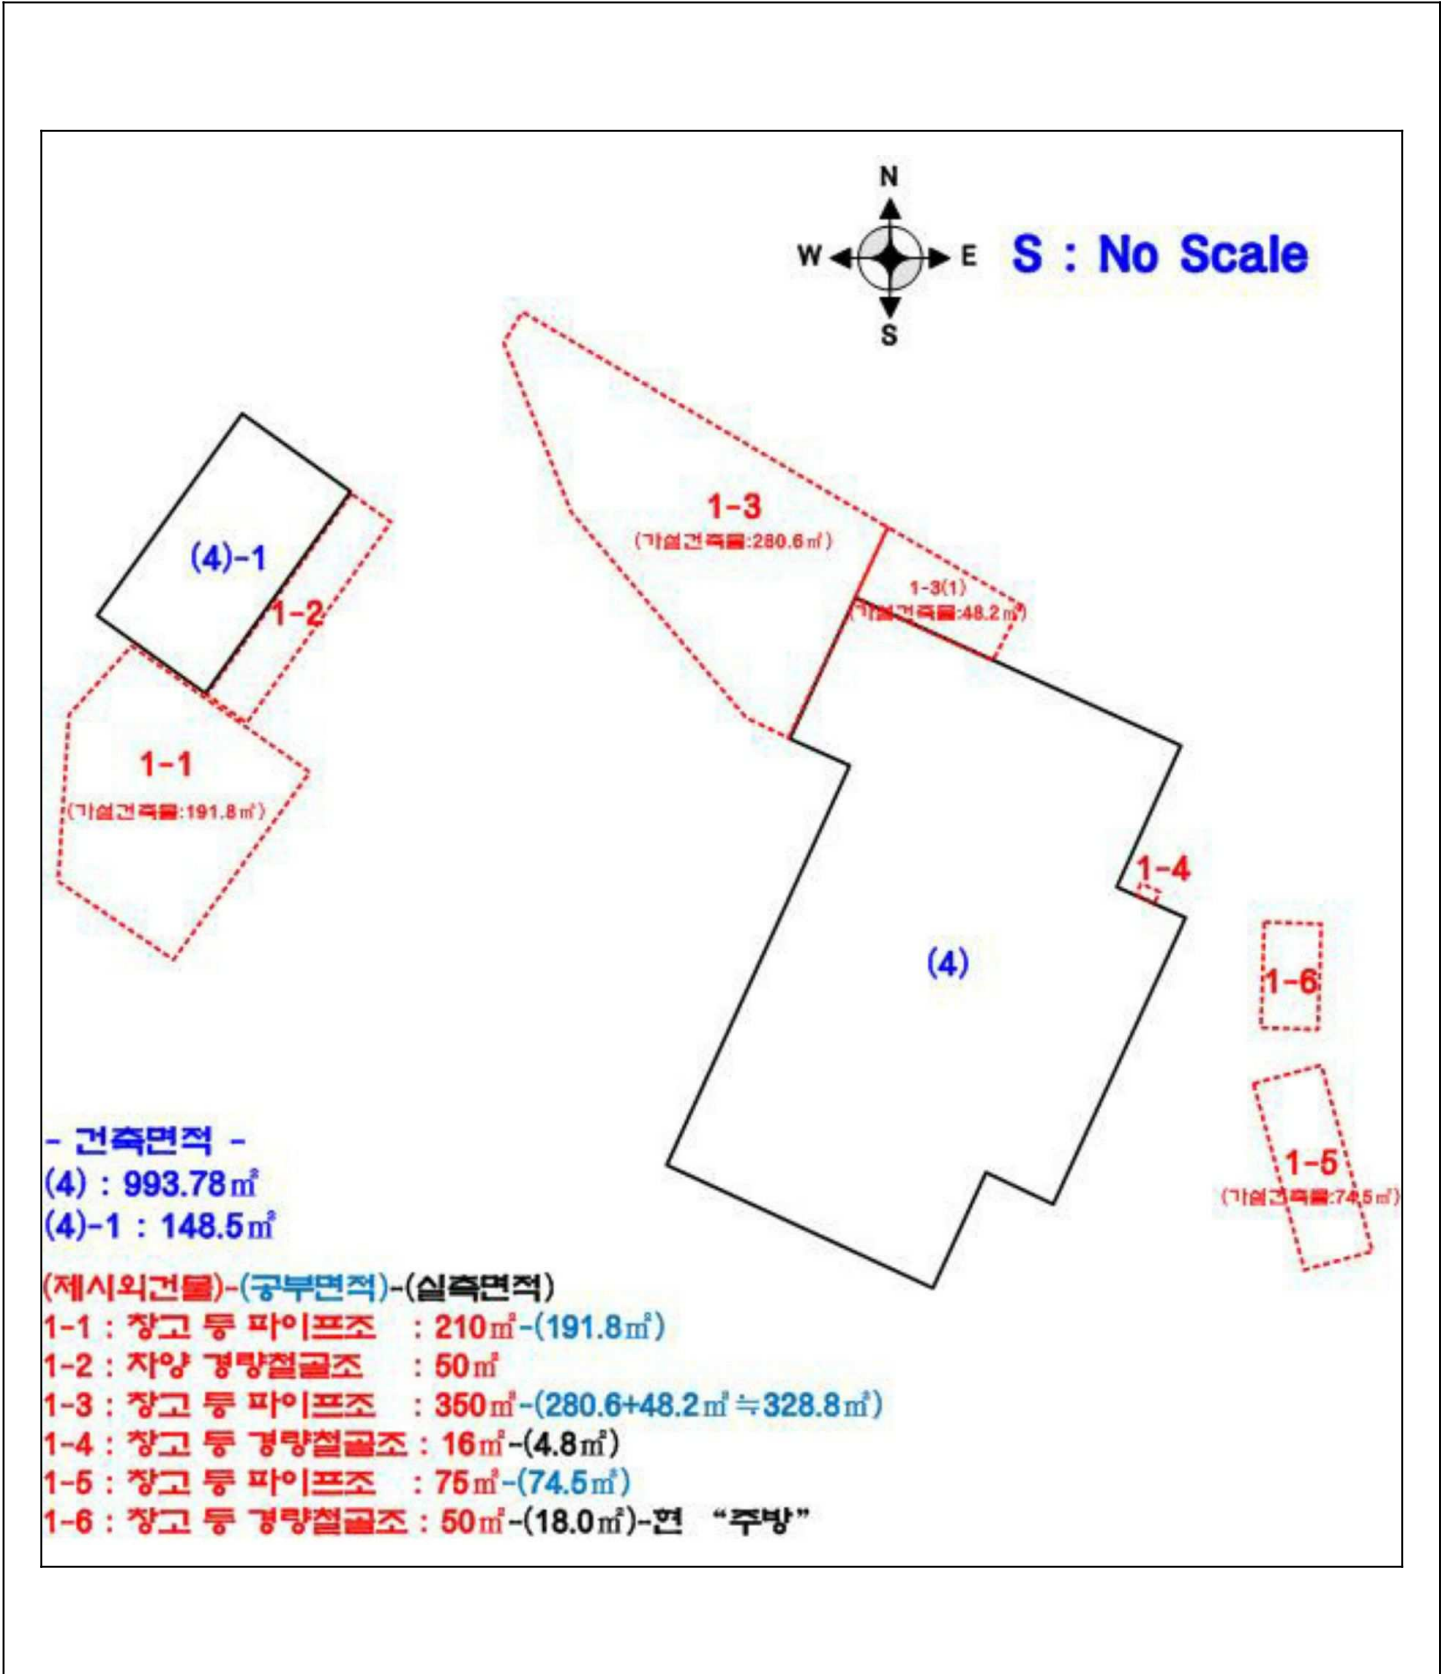 N
W E S : No Scale
S
1-3
(가설건축물:280.6㎡)
(4)-1
1-3(1)
(가설건축물:48.2㎡)
1-2
1-1
(가설건축물:191.8㎡)
1-4
(4)
1-6
1-5
(가설건축물:74.5㎡)
- 건축면적 -
(4) : 993.78㎡
(4)-1 : 148.5㎡
(제시외건물)-(공부면적)-(실측면적)
1-1 : 창고 등 파이프조 : 210㎡-(191.8㎡)
1-2 : 차양 경량철골조 : 50㎡
1-3 : 창고 등 파이프조 : 350㎡-(280.6+48.2㎡≒328.8㎡)
1-4 : 창고 등 경량철골조 : 16㎡-(4.8㎡)
1-5 : 창고 등 파이프조 : 75㎡-(74.5㎡)
1-6 : 창고 등 경량철골조 : 50㎡-(18.0㎡)-현 “주방”